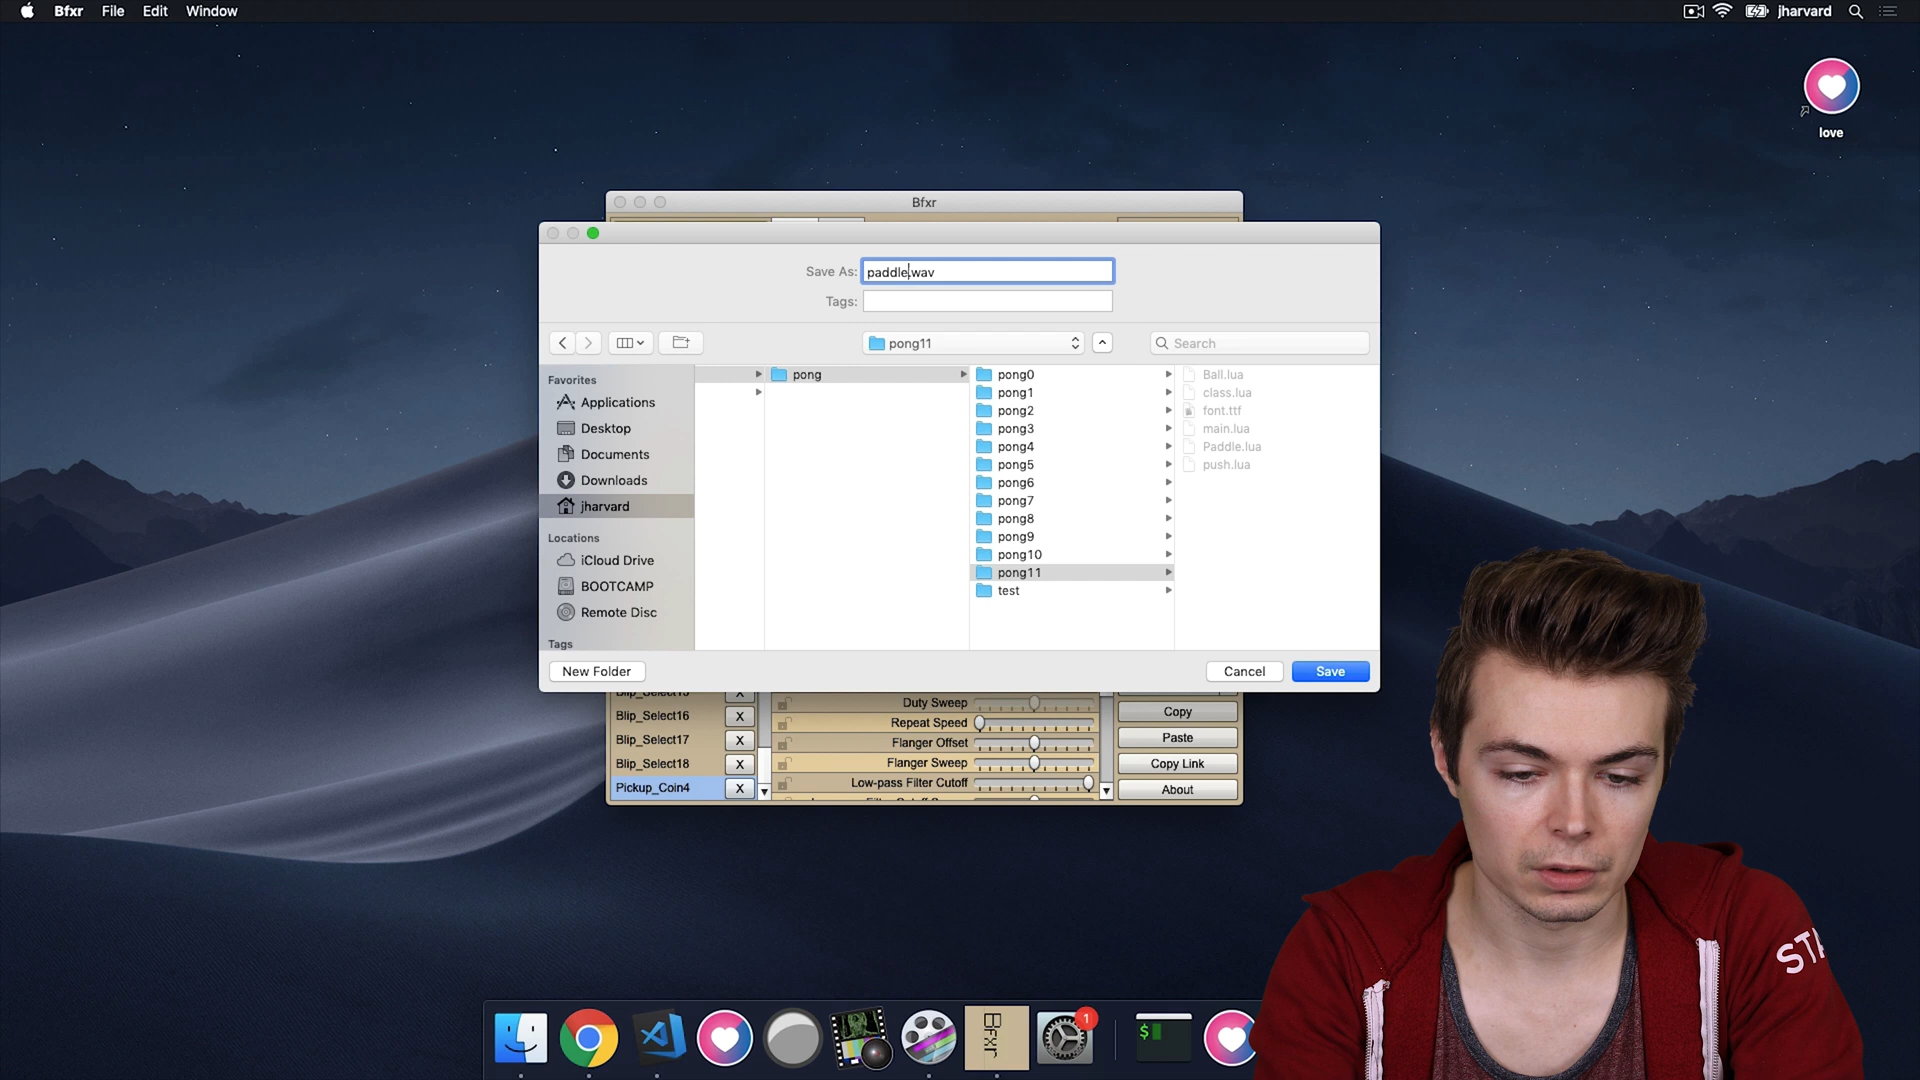 Bfxr File Edit Window
jharvard
love
Bfxr
Save As: paddle.wav
Tags:
pong11
Search
Favorites
Applications
Desktop
Documents
Downloads
jharvard
Locations
iCloud Drive
BOOTCAMP
Remote Disc
Tags
pong
pong0
pong1
pong2
pong3
pong4
pong5
pong6
pong7
pong8
pong9
pong10
pong11
test
Ball.lua
class.lua
font.ttf
main.lua
Paddle.lua
push.lua
New Folder
Cancel
Save
Blip_Select15
Blip_Select16 X
Blip_Select17 X
Blip_Select18 X
Pickup_Coin4 X
Duty Sweep
Repeat Speed
Flanger Offset
Flanger Sweep
Low-pass Filter Cutoff
Copy
Paste
Copy Link
About
Bfxr
1
$
STA